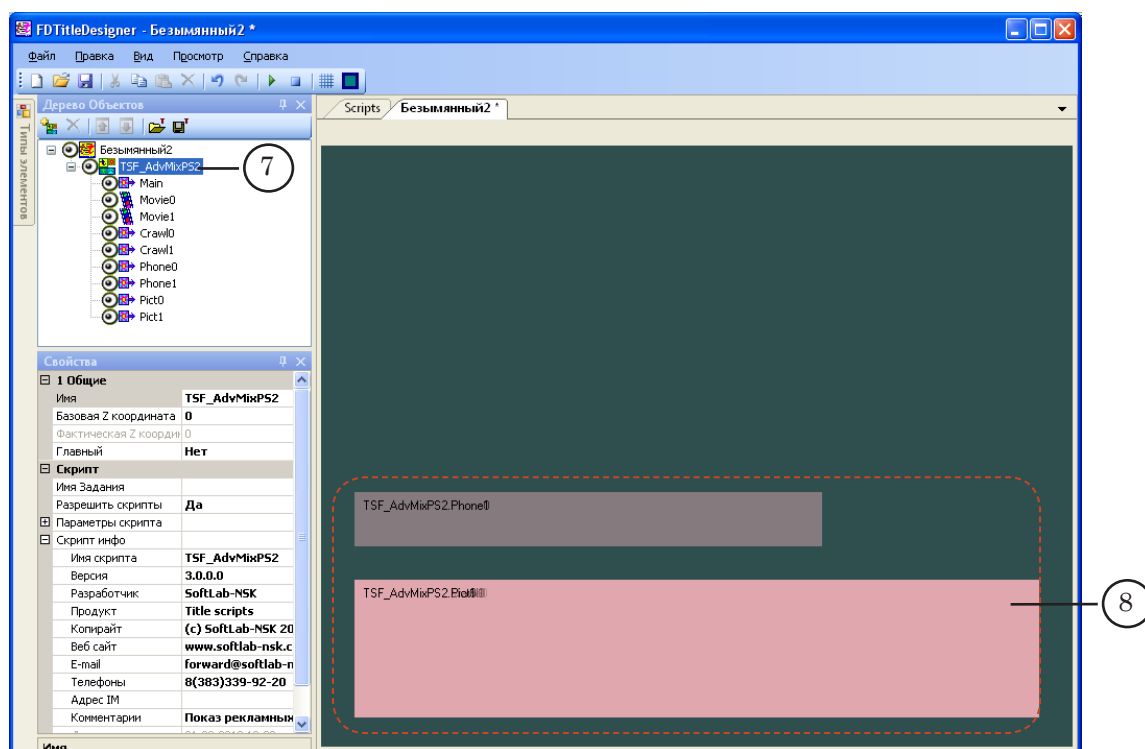 FDTitleDesigner - Безымянный2 *
Файл Правка Вид Просмотр Справка
Дерево Объектов
Scripts Безымянный2 *
Типы элементов
Безымянный2
TSF_AdvMixPS2
7
Main
Movie0
Movie1
Crawl0
Crawl1
Phone0
Phone1
Pict0
Pict1
Свойства
1 Общие
Имя TSF_AdvMixPS2
Базовая Z координата 0
Фактическая Z коорди 0
Главный Нет
Скрипт
Имя Задания
Разрешить скрипты Да
Параметры скрипта
Скрипт инфо
Имя скрипта TSF_AdvMixPS2
Версия 3.0.0.0
Разработчик SoftLab-NSK
Продукт Title scripts
Копирайт (c) SoftLab-NSK 20
Веб сайт www.softlab-nsk.c
E-mail forward@softlab-n
Телефоны 8(383)339-92-20
Адрес IM
Комментарии Показ рекламных
Имя
TSF_AdvMixPS2.Phone
TSF_AdvMixPS2.
8